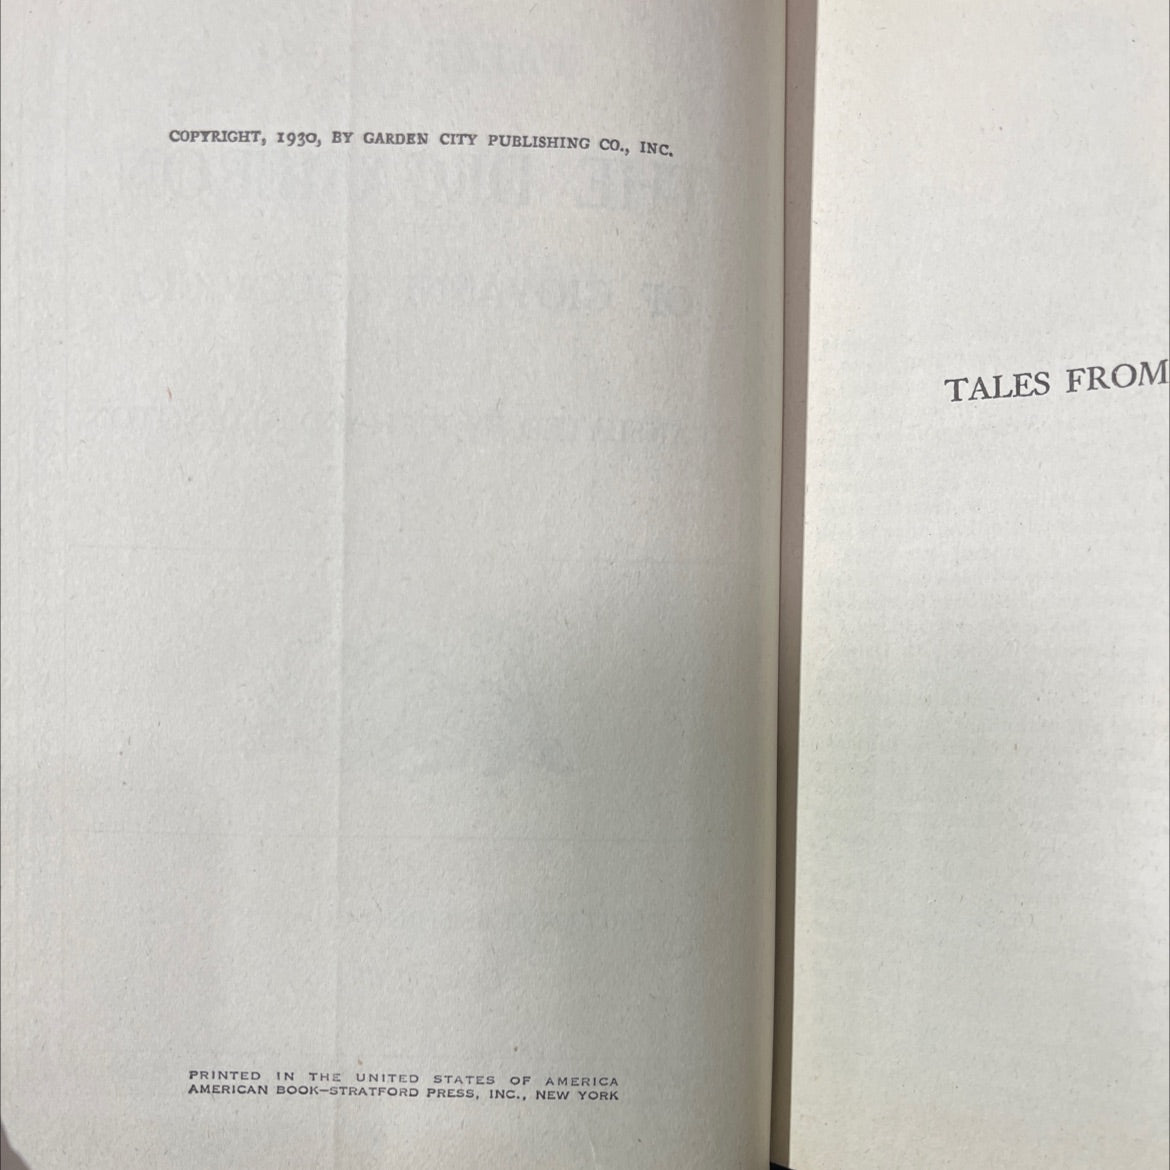 COPYRIGHT, 1930, BY GARDEN CITY PUBLISHING CO., INC.
PRINTED IN THE UNITED STATES OF AMERICA
AMERICAN BOOK—STRATFORD PRESS, INC., NEW YORK
TALES FROM